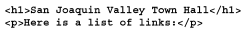 <h1>San Joaquin Valley Town Hall</h1>
<p>Here is a list of links:</p>